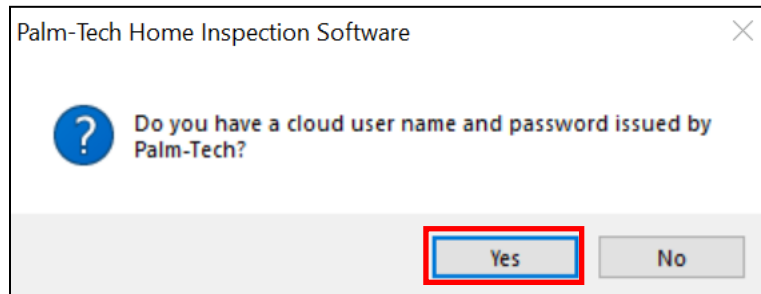 Palm-Tech Home Inspection Software
Do you have a cloud user name and password issued by
Palm-Tech?
Yes
No